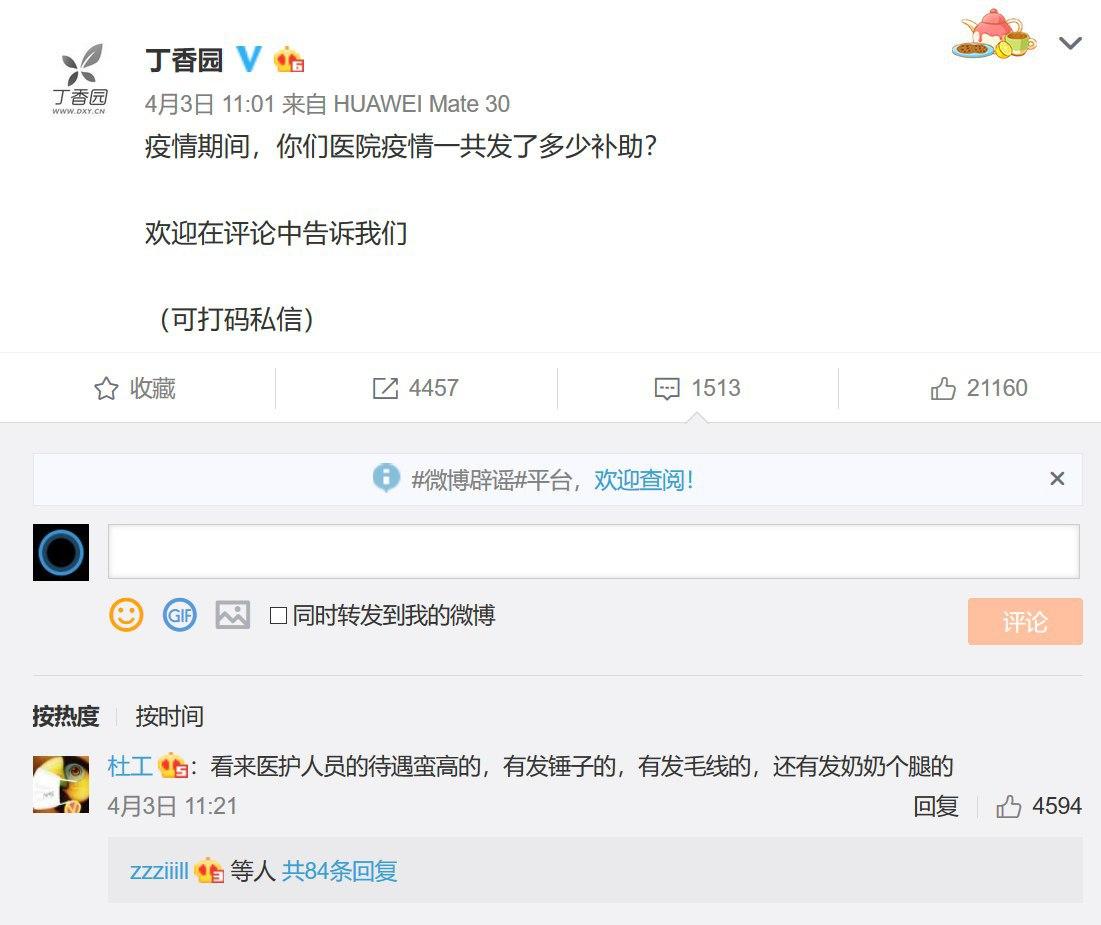 丁香园
WWW.DXY.CN
丁香园
4月3日 11:01 来自 HUAWEI Mate 30
疫情期间，你们医院疫情一共发了多少补助？
欢迎在评论中告诉我们
（可打码私信）
收藏
4457
1513
21160
#微博辟谣#平台，欢迎查阅！
GIF
同时转发到我的微博
评论
按热度
按时间
杜工：看来医护人员的待遇蛮高的，有发锤子的，有发毛线的，还有发奶奶个腿的
4月3日 11:21
回复
4594
zzziiill 等人 共84条回复